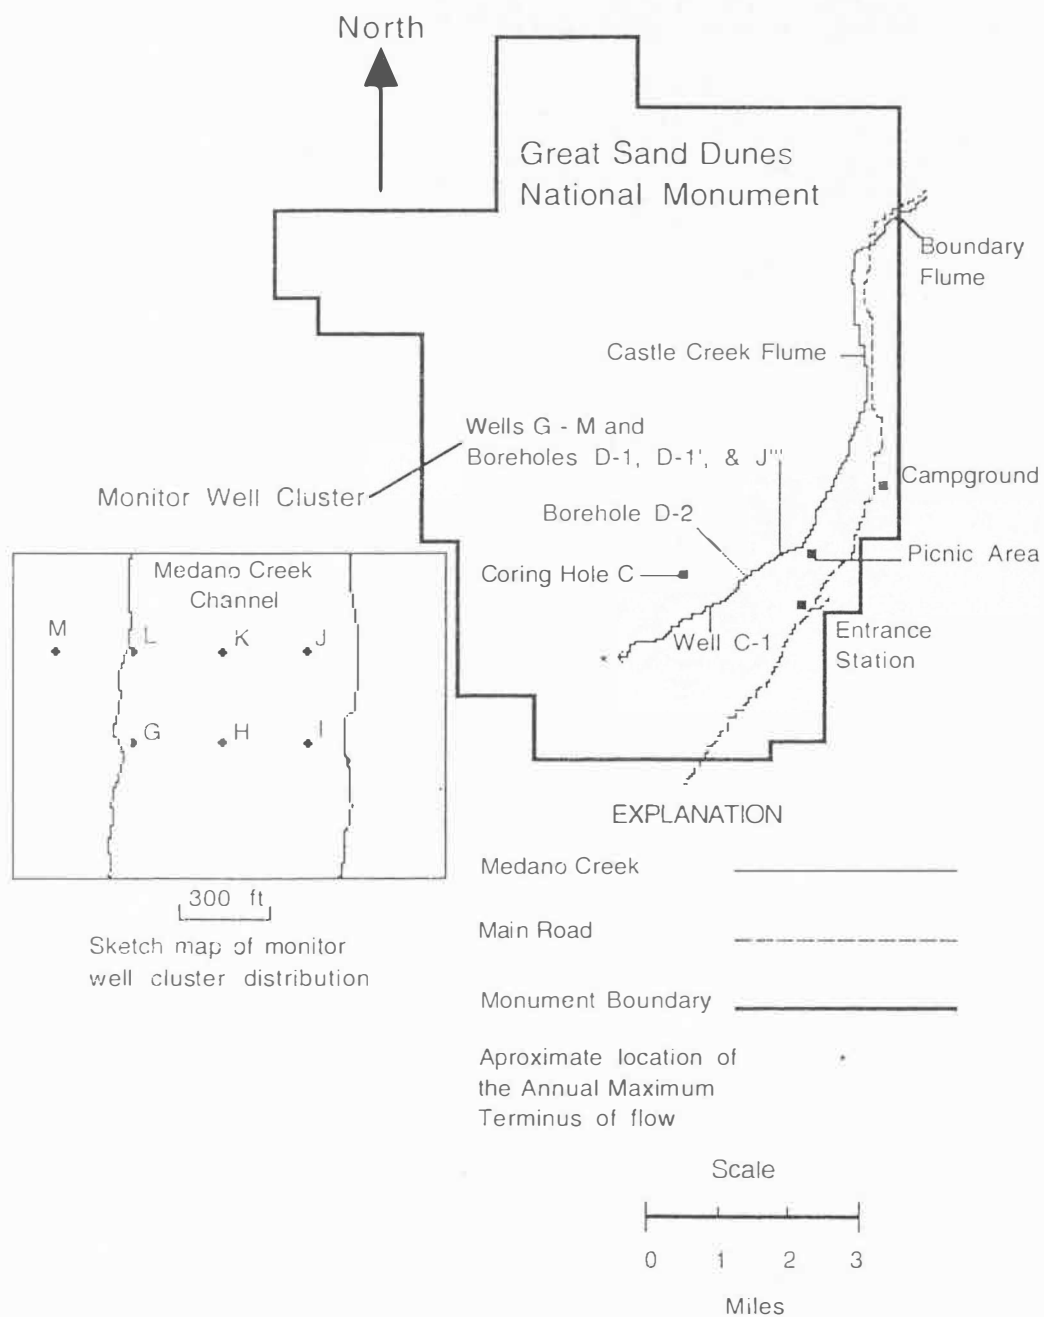 North
Great Sand Dunes
National Monument
Boundary
Flume
Castle Creek Flume
Wells G - M and
Boreholes D-1, D-1', & J'''
Monitor Well Cluster
Campground
Borehole D-2
Picnic Area
Coring Hole C
Well C-1
Entrance
Station
Medano Creek
Channel
M
L
K
J
G
H
I
300 ft
Sketch map of monitor
well cluster distribution
EXPLANATION
Medano Creek
Main Road
Monument Boundary
Aproximate location of
the Annual Maximum
Terminus of flow
Scale
0 1 2 3
Miles